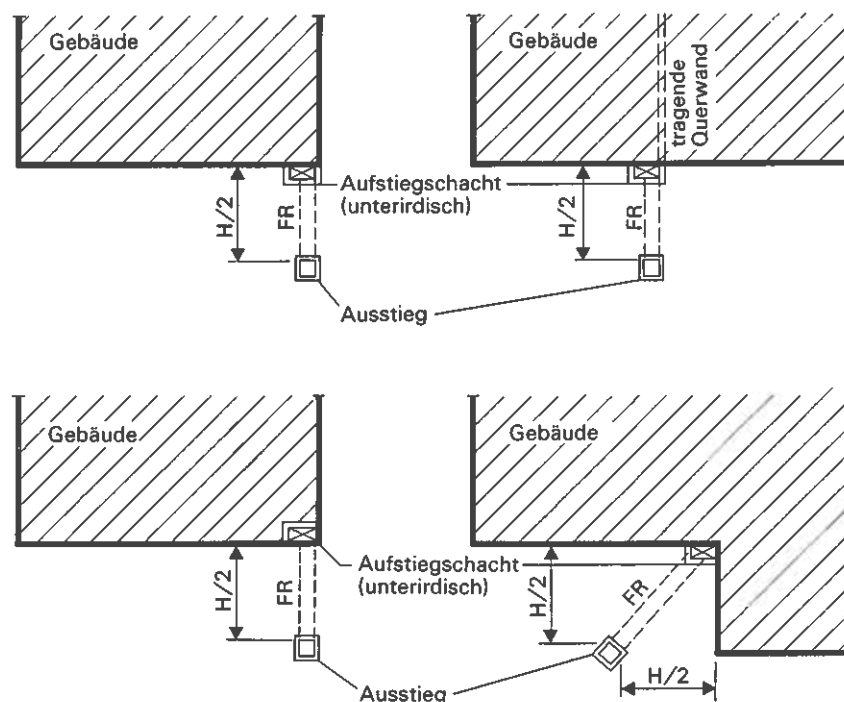 Gebäude
Gebäude
tragende
Querwand
Aufstiegschacht
(unterirdisch)
H/2
FR
H/2
FR
Ausstieg
Gebäude
Gebäude
Aufstiegschacht
(unterirdisch)
H/2
FR
H/2
FR
Ausstieg
H/2